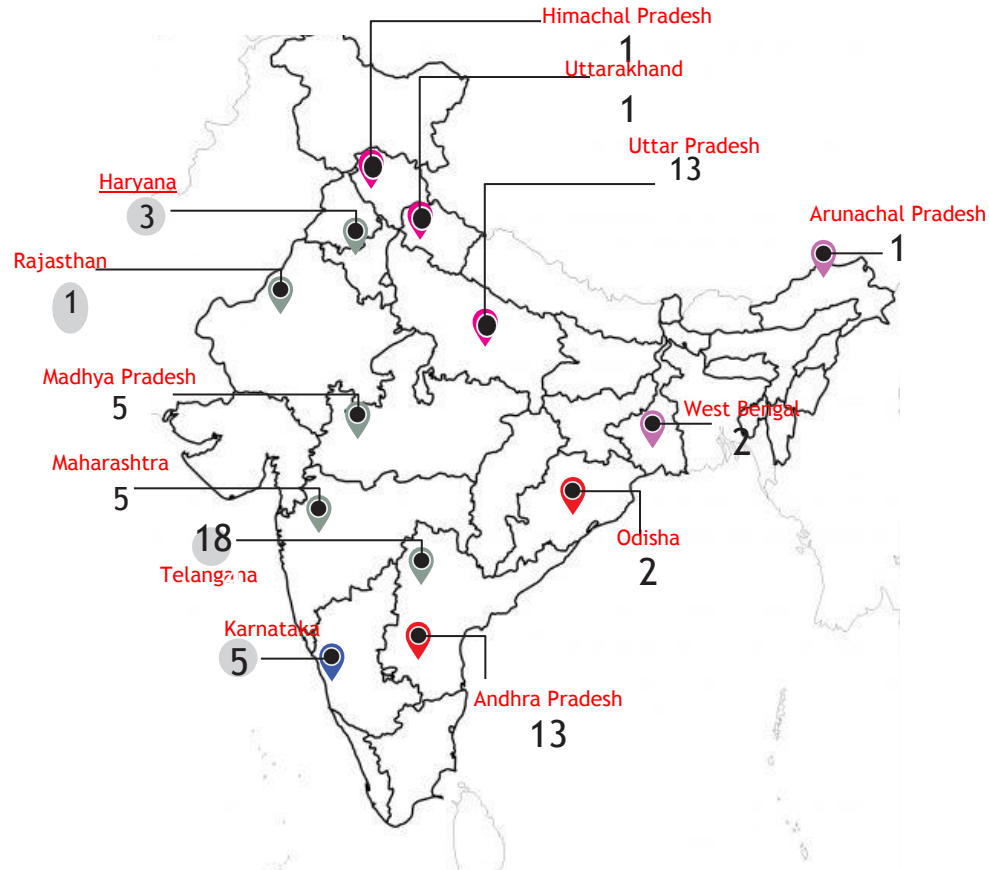 Himachal Pradesh
1
Uttarakhand
1
Uttar Pradesh
13
Haryana
3
Arunachal Pradesh
1
Rajasthan
1
Madhya Pradesh
5
West Bengal
2
Maharashtra
5
18
Telangana
Odisha
2
Karnataka
5
Andhra Pradesh
13